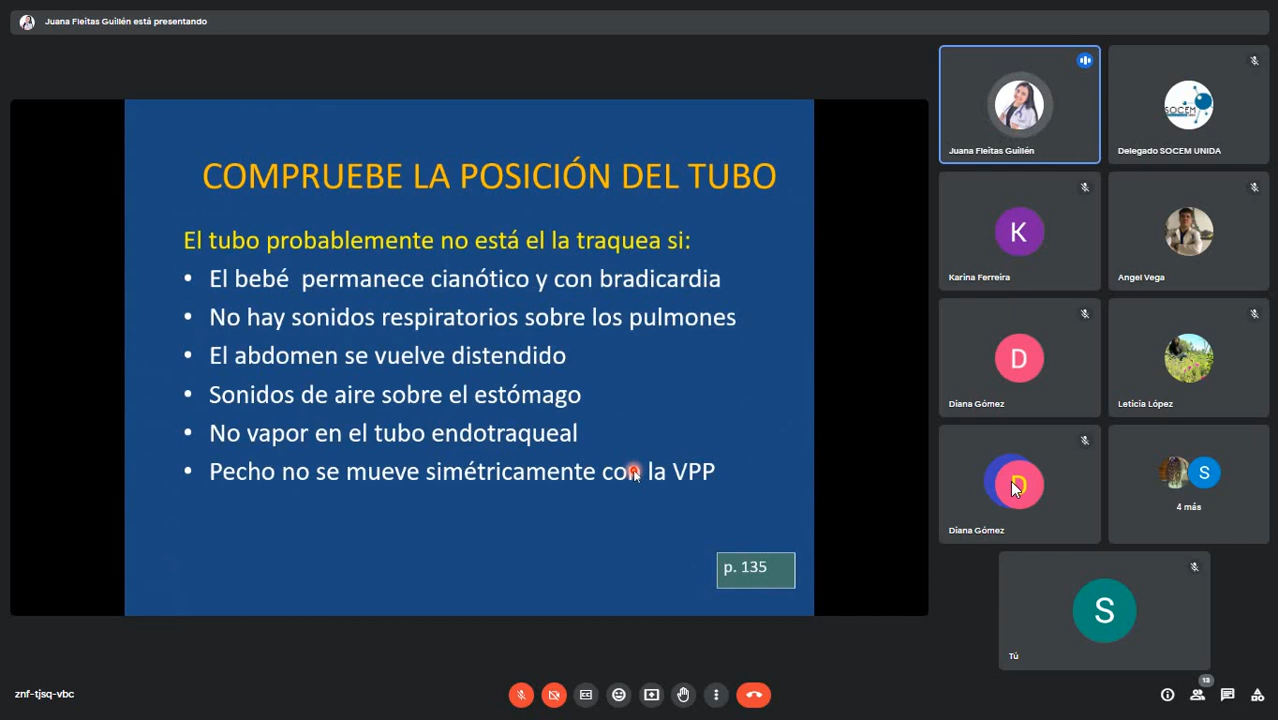 Juana Fleitas Guillén está presentando
COMPRUEBE LA POSICIÓN DEL TUBO
El tubo probablemente no está el la traquea si:
• El bebé permanece cianótico y con bradicardia
• No hay sonidos respiratorios sobre los pulmones
• El abdomen se vuelve distendido
• Sonidos de aire sobre el estómago
• No vapor en el tubo endotraqueal
• Pecho no se mueve simétricamente con la VPP
p. 135
Juana Fleitas Guillén
SOCEM
Delegado SOCEM UNIDA
K
Karina Ferreira
Angel Vega
D
Diana Gómez
Leticia López
D
Diana Gómez
S
4 más
S
Tú
znf-tjsq-vbc
13